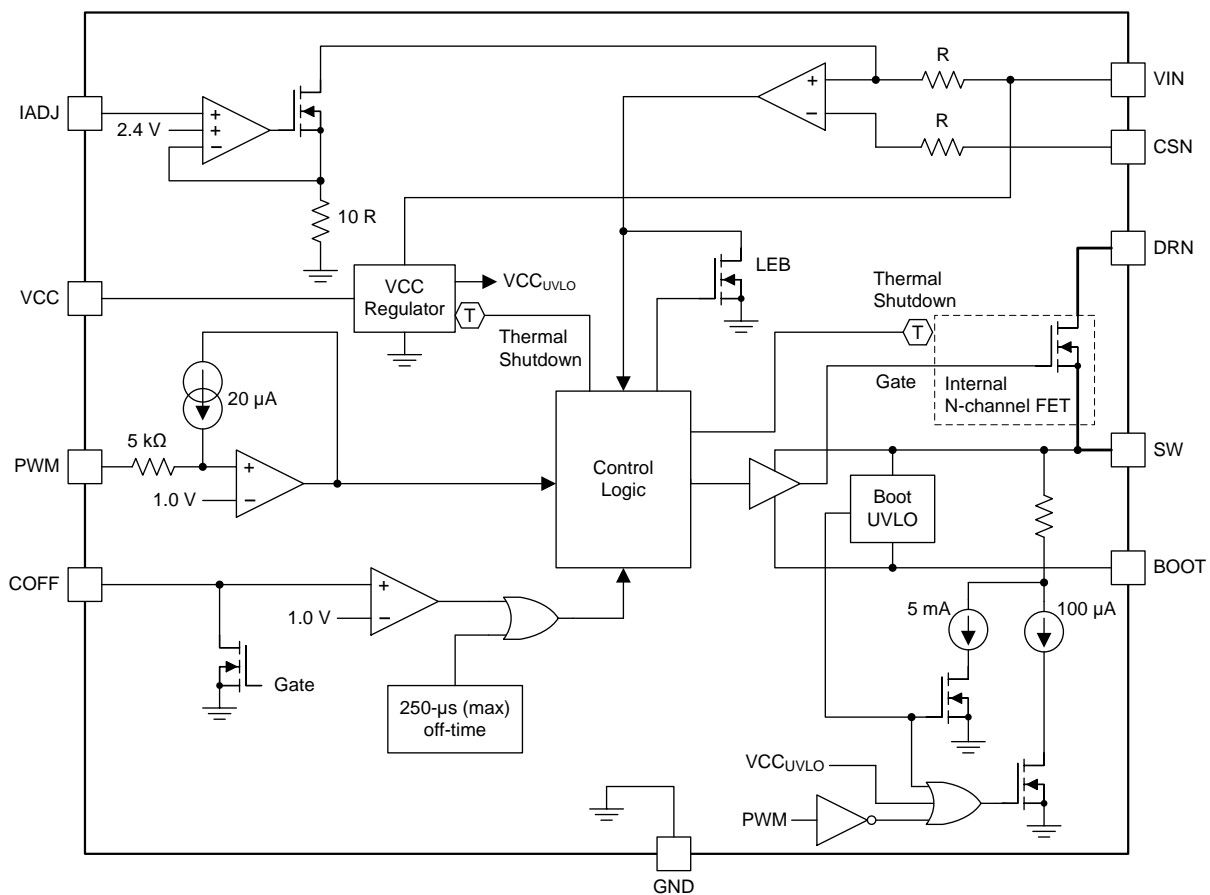 R
VIN
IADJ
2.4 V
+
+
−
+
−
R
CSN
10 R
DRN
LEB
VCC
VCC
Regulator
VCCUVLO
T
Thermal
Shutdown
Thermal
Shutdown
T
Gate
Internal
N-channel FET
20 µA
5 kΩ
PWM
+
1.0 V
−
Control
Logic
SW
Boot
UVLO
COFF
BOOT
+
1.0 V
−
5 mA
100 µA
Gate
250-µs (max)
off-time
VCCUVLO
PWM
GND